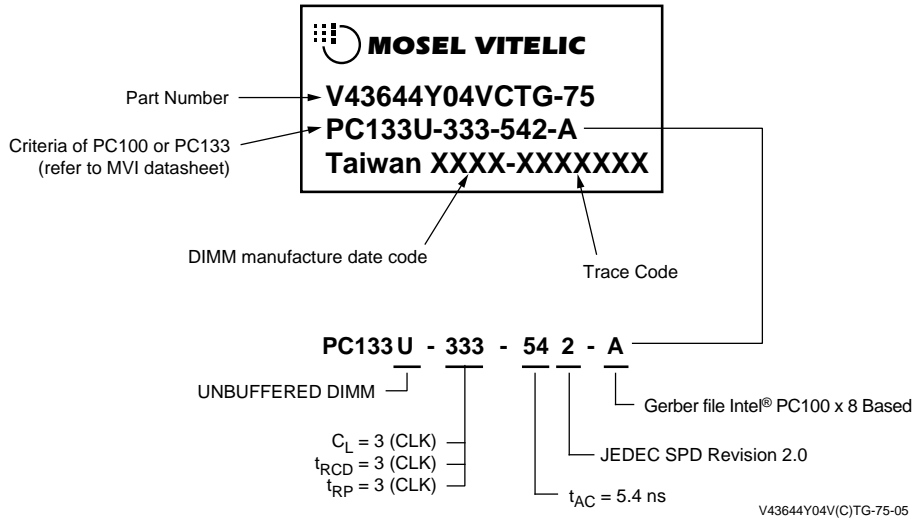 MOSEL VITELIC
Part Number
V43644Y04VCTG-75
Criteria of PC100 or PC133
(refer to MVI datasheet)
PC133U-333-542-A
Taiwan XXXX-XXXXXXX
DIMM manufacture date code
Trace Code
PC133 U - 333 - 54 2 - A
UNBUFFERED DIMM
Gerber file Intel® PC100 x 8 Based
CL = 3 (CLK)
tRCD = 3 (CLK)
tRP = 3 (CLK)
JEDEC SPD Revision 2.0
tAC = 5.4 ns
V43644Y04V(C)TG-75-05